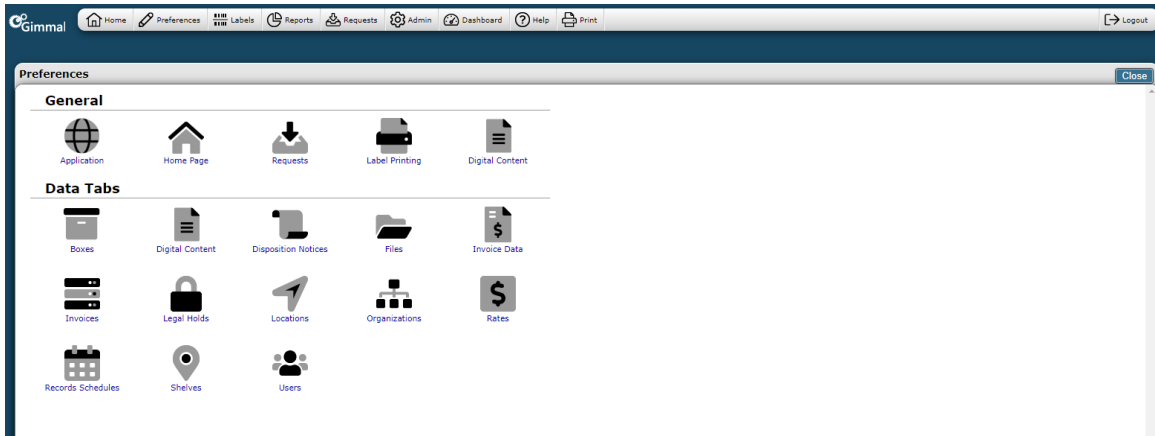 Gimmal Home Preferences Labels Reports Requests Admin Dashboard Help Print Logout
Preferences Close
General
Application Home Page Requests Label Printing Digital Content
Data Tabs
Boxes Digital Content Disposition Notices Files Invoice Data
Invoices Legal Holds Locations Organizations Rates
Records Schedules Shelves Users